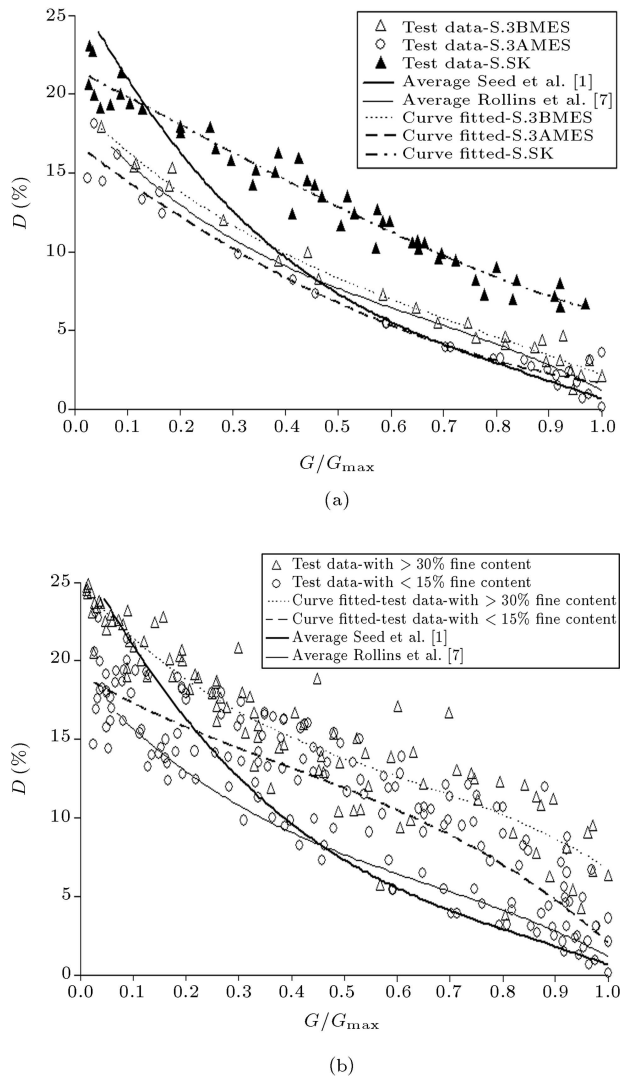 Test data-S.3BMES
Test data-S.3AMES
Test data-S.SK
Average Seed et al. [1]
Average Rollins et al. [7]
Curve fitted-S.3BMES
Curve fitted-S.3AMES
Curve fitted-S.SK
25
20
15
10
5
0
D (%)
0.0 0.1 0.2 0.3 0.4 0.5 0.6 0.7 0.8 0.9 1.0
G/Gmax
(a)
Test data-with > 30% fine content
Test data-with < 15% fine content
Curve fitted-test data-with > 30% fine content
Curve fitted-test data-with < 15% fine content
Average Seed et al. [1]
Average Rollins et al. [7]
25
20
15
10
5
0
D (%)
0.0 0.1 0.2 0.3 0.4 0.5 0.6 0.7 0.8 0.9 1.0
G/Gmax
(b)